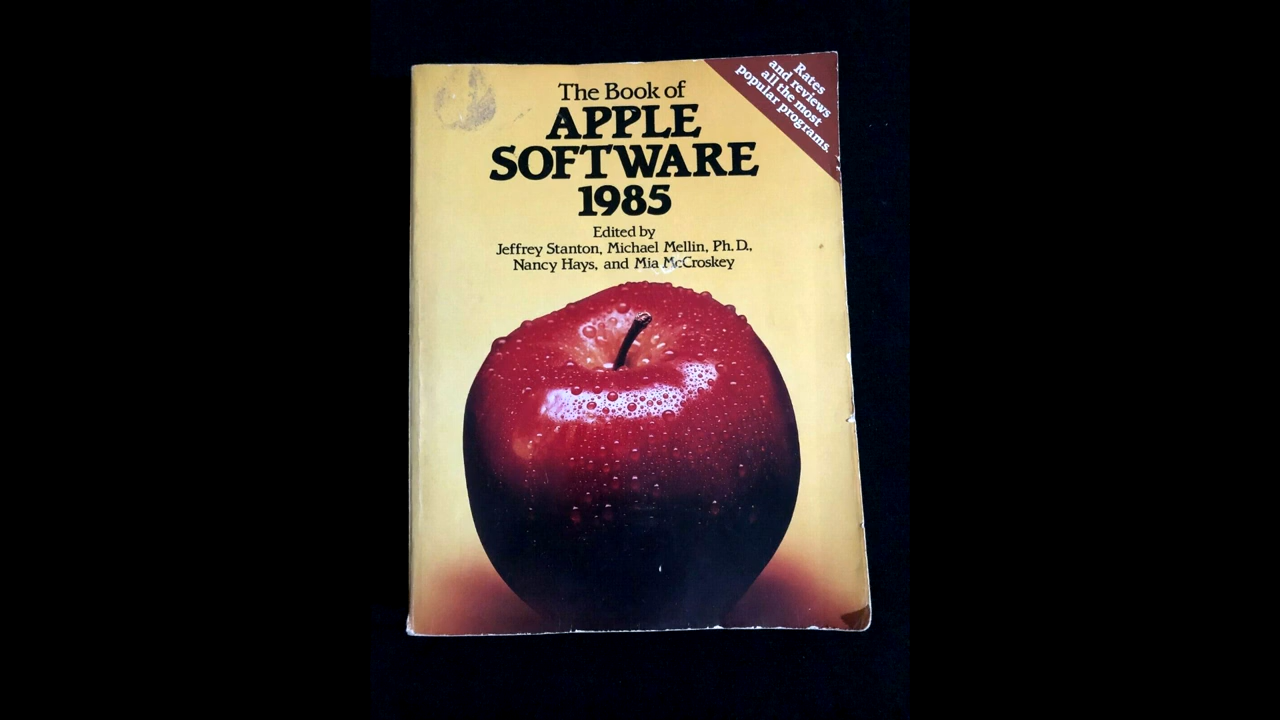 The Book of
APPLE
SOFTWARE
1985
Edited by
Jeffrey Stanton, Michael Mellin, Ph.D.,
Nancy Hays, and Mia McCroskey
Rates
and reviews
all the most
popular programs.